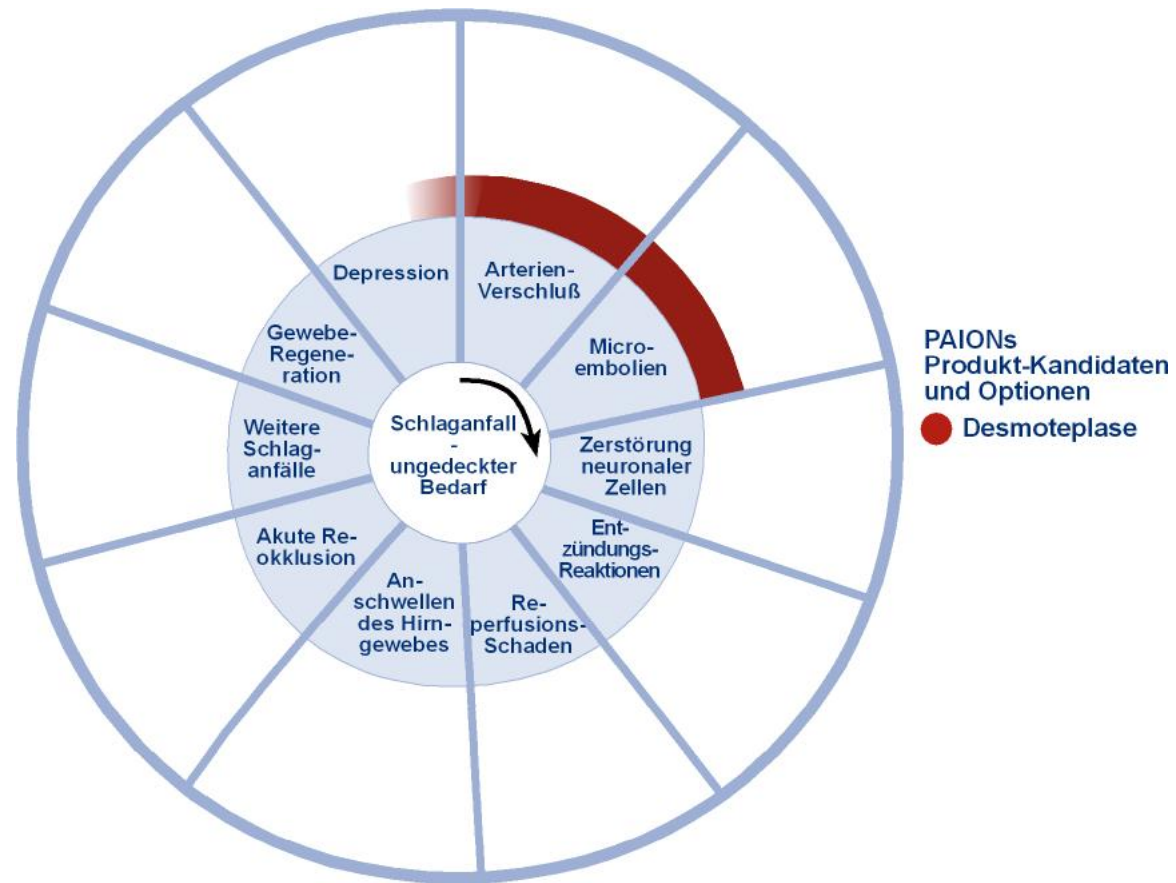 Schlaganfall
-
ungedeckter
Bedarf
Arterien-
Verschluß
Micro-
embolien
Zerstörung
neuronaler
Zellen
Ent-
zündungs-
Reaktionen
Re-
perfusions-
Schaden
An-
schwellen
des Hirn-
gewebes
Akute Re-
okklusion
Weitere
Schlag-
anfälle
Gewebe-
Regene-
ration
Depression
PAIONs
Produkt-Kandidaten
und Optionen
Desmoteplase